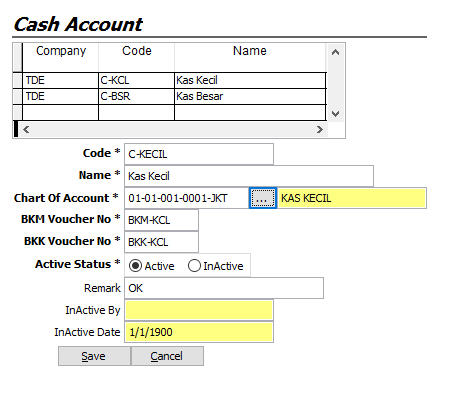 Cash Account
Company Code Name
TDE C-KCL Kas Kecil
TDE C-BSR Kas Besar
Code * C-KECIL
Name * Kas Kecil
Chart Of Account * 01-01-001-0001-JKT ... KAS KECIL
BKM Voucher No * BKM-KCL
BKK Voucher No * BKK-KCL
Active Status * Active InActive
Remark OK
InActive By
InActive Date 1/1/1900
Save Cancel